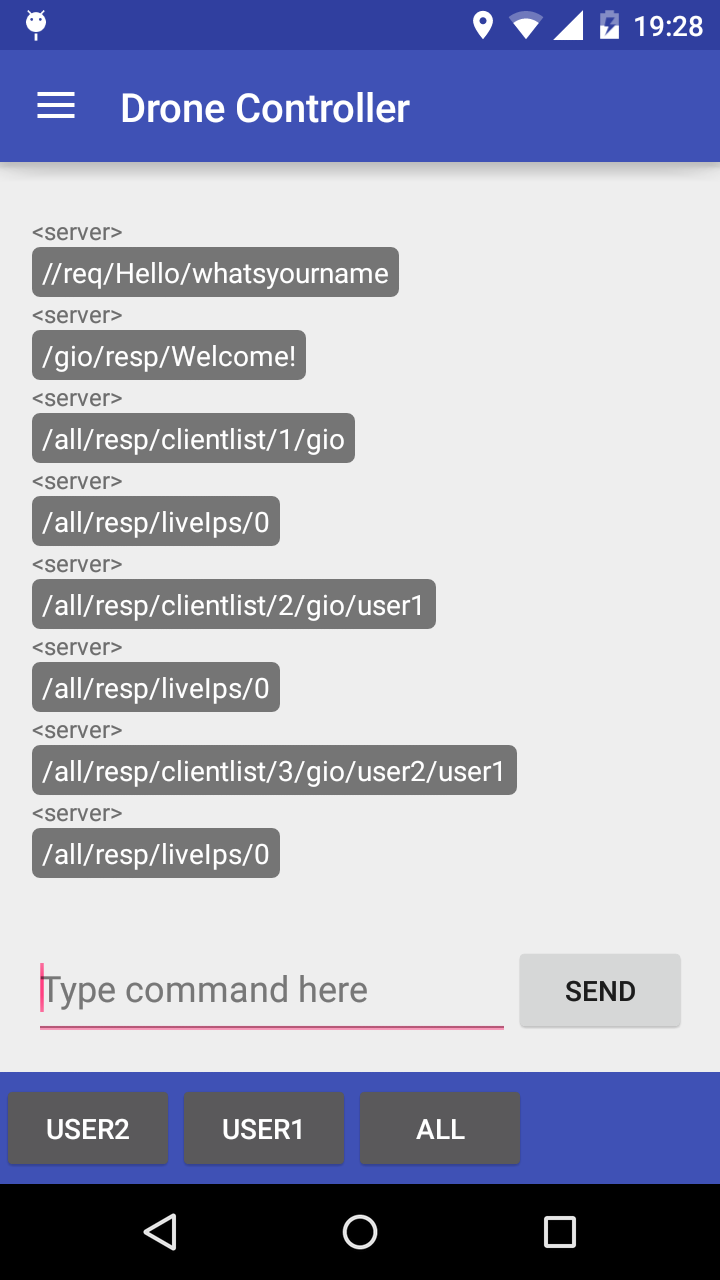 19:28
Drone Controller
<server>
//req/Hello/whatsyourname
<server>
/gio/resp/Welcome!
<server>
/all/resp/clientlist/1/gio
<server>
/all/resp/liveIps/0
<server>
/all/resp/clientlist/2/gio/user1
<server>
/all/resp/liveIps/0
<server>
/all/resp/clientlist/3/gio/user2/user1
<server>
/all/resp/liveIps/0
Type command here
SEND
USER2 USER1 ALL